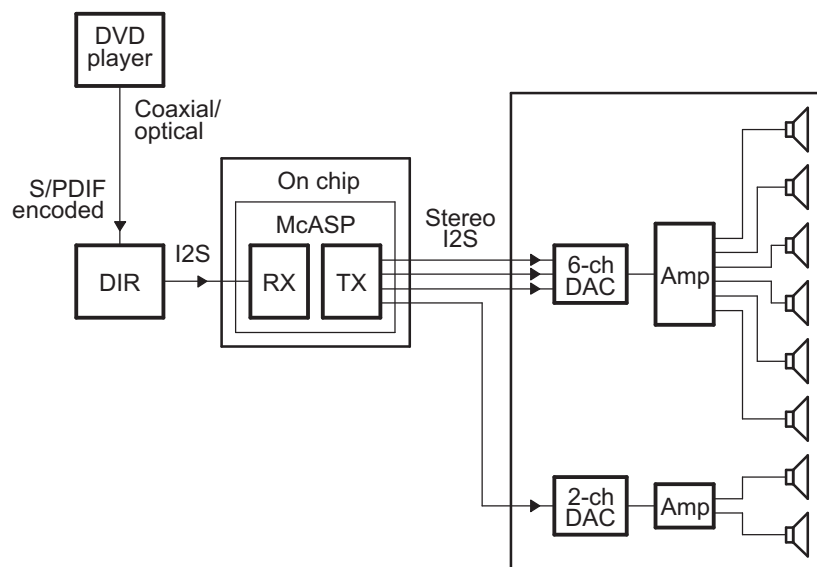 DVD
player
Coaxial/
optical
S/PDIF
encoded
DIR
I2S
On chip
McASP
RX
TX
Stereo
I2S
6-ch
DAC
Amp
2-ch
DAC
Amp